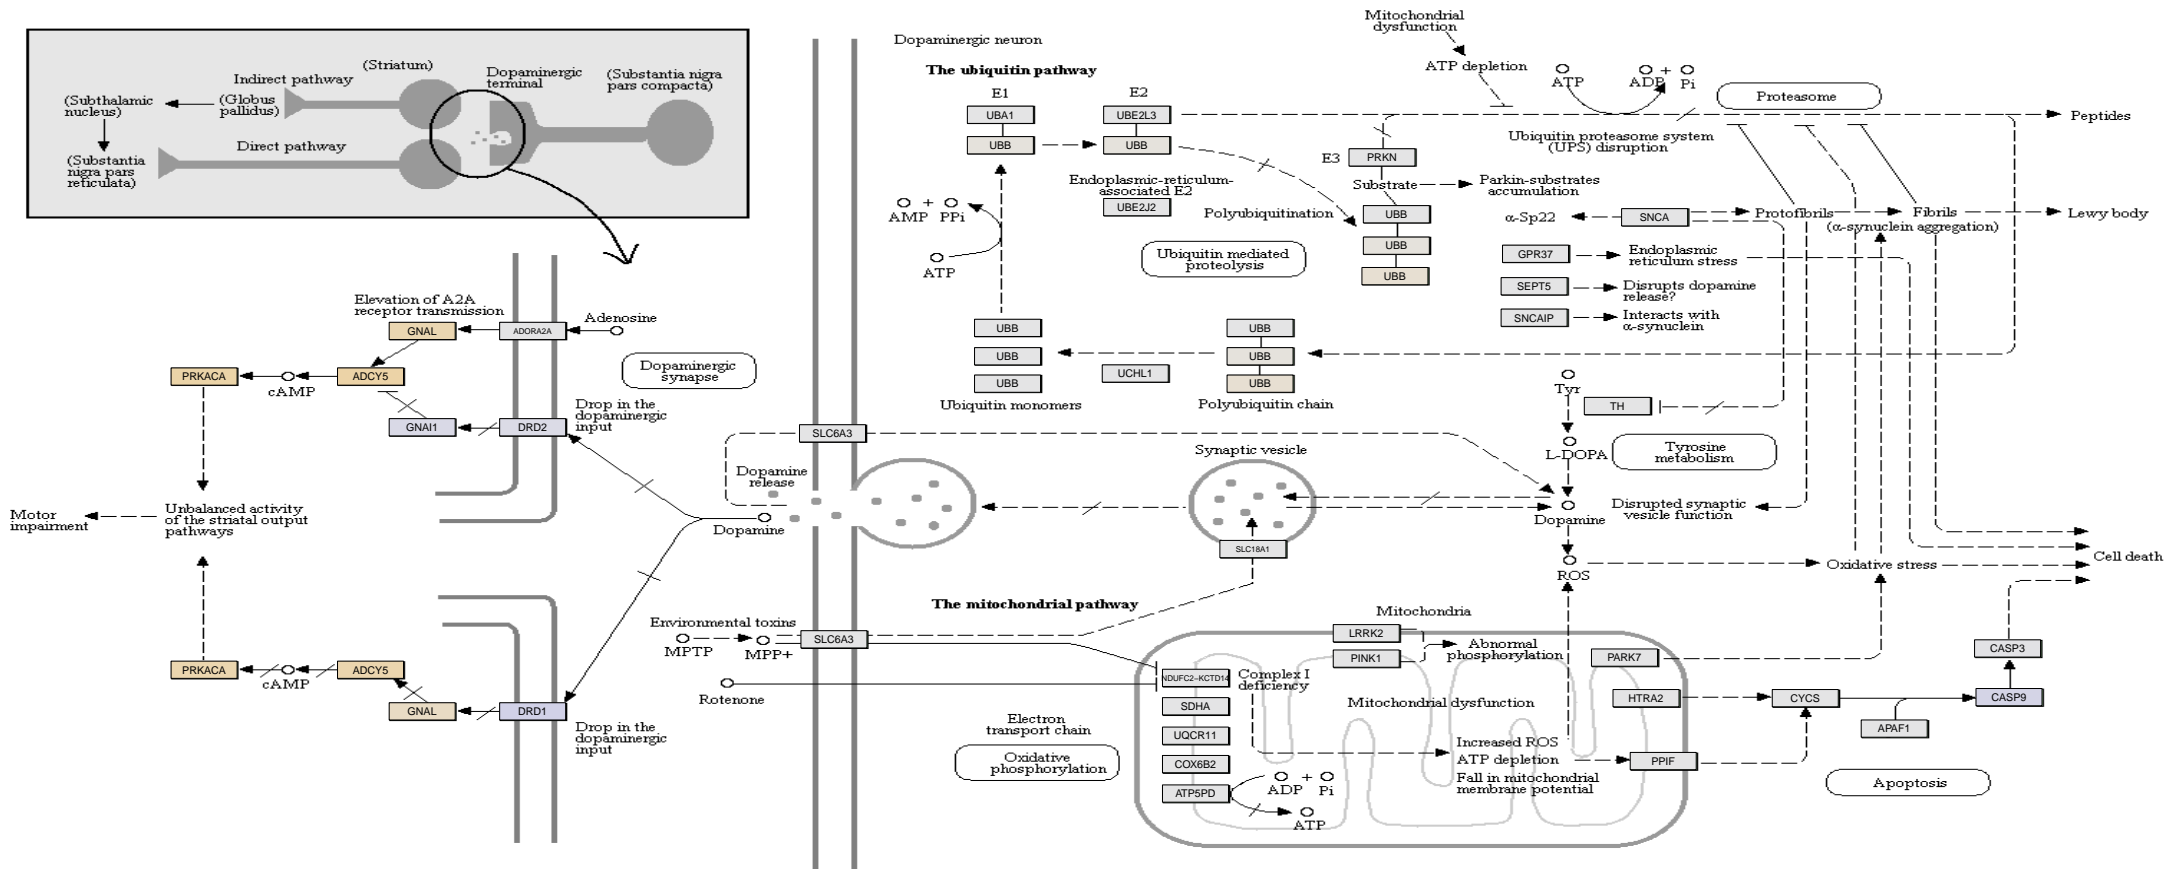 (Striatum)
Indirect pathway
Dopaminergic
terminal
(Substantia nigra
pars compacta)
(Subthalamic
nucleus)
(Globus
pallidus)
Direct pathway
(Substantia
nigra pars
reticulata)
Dopaminergic neuron
The ubiquitin pathway
Mitochondrial
dysfunction
ATP depletion
ATP
ADP
+
Pi
Proteasome
Peptides
E1
UBA1
UBB
E2
UBE2L3
UBB
Endoplasmic-reticulum-
associated E2
UBE2J2
E3
PRKN
Substrate
Parkin-substrates
accumulation
Ubiquitin proteasome system
(UPS) disruption
Polyubiquitination
UBB
UBB
UBB
Ubiquitin mediated
proteolysis
AMP
+
PPi
ATP
α-Sp22
SNCA
Protofibrils
Fibrils
Lewy body
(α-synuclein aggregation)
GPR37
Endoplasmic
reticulum stress
SEPT5
Disrupts dopamine
release?
SNCAIP
Interacts with
α-synuclein
UBB
UBB
UBB
Ubiquitin monomers
UCHL1
UBB
UBB
UBB
Polyubiquitin chain
Elevation of A2A
receptor transmission
GNAL
ADORA2A
Adenosine
Dopaminergic
synapse
PRKACA
cAMP
ADCY5
GNAI1
DRD2
Drop in the
dopaminergic
input
Motor
impairment
Unbalanced activity
of the striatal output
pathways
SLC6A3
Dopamine
release
Dopamine
Synaptic vesicle
SLC18A1
Tyr
TH
L-DOPA
Tyrosine
metabolism
Dopamine
Disrupted synaptic
vesicle function
ROS
Oxidative stress
Cell death
PRKACA
cAMP
ADCY5
GNAL
DRD1
Drop in the
dopaminergic
input
The mitochondrial pathway
Environmental toxins
MPTP
MPP+
SLC6A3
Rotenone
Mitochondria
LRRK2
PINK1
Abnormal
phosphorylation
PARK7
NDUFC2-KCTD14
Complex I
deficiency
SDHA
UQCR11
COX6B2
ATP5PD
Electron
transport chain
Oxidative
phosphorylation
Mitochondrial dysfunction
Increased ROS
ATP depletion
Fall in mitochondrial
membrane potential
ADP
+
Pi
ATP
HTRA2
CYCS
PPIF
APAF1
CASP3
CASP9
Apoptosis